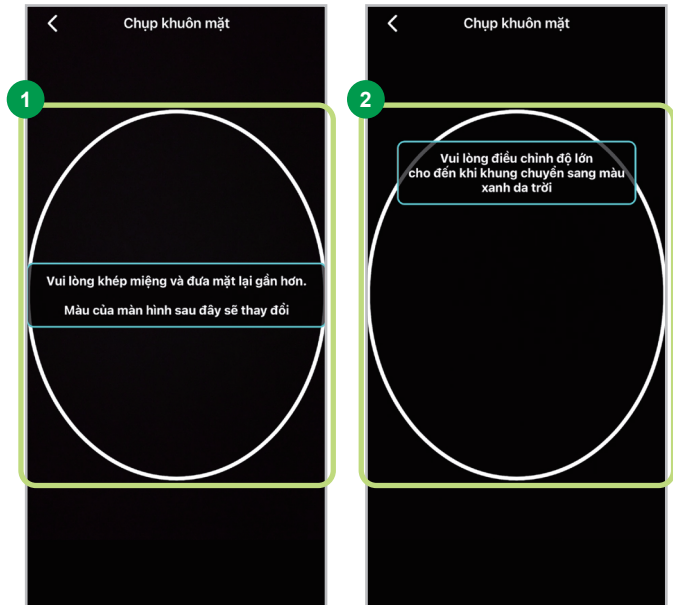 Chụp khuôn mặt
1
Vui lòng khép miệng và đưa mặt lại gần hơn.
Màu của màn hình sau đây sẽ thay đổi
Chụp khuôn mặt
2
Vui lòng điều chỉnh độ lớn
cho đến khi khung chuyển sang màu
xanh da trời